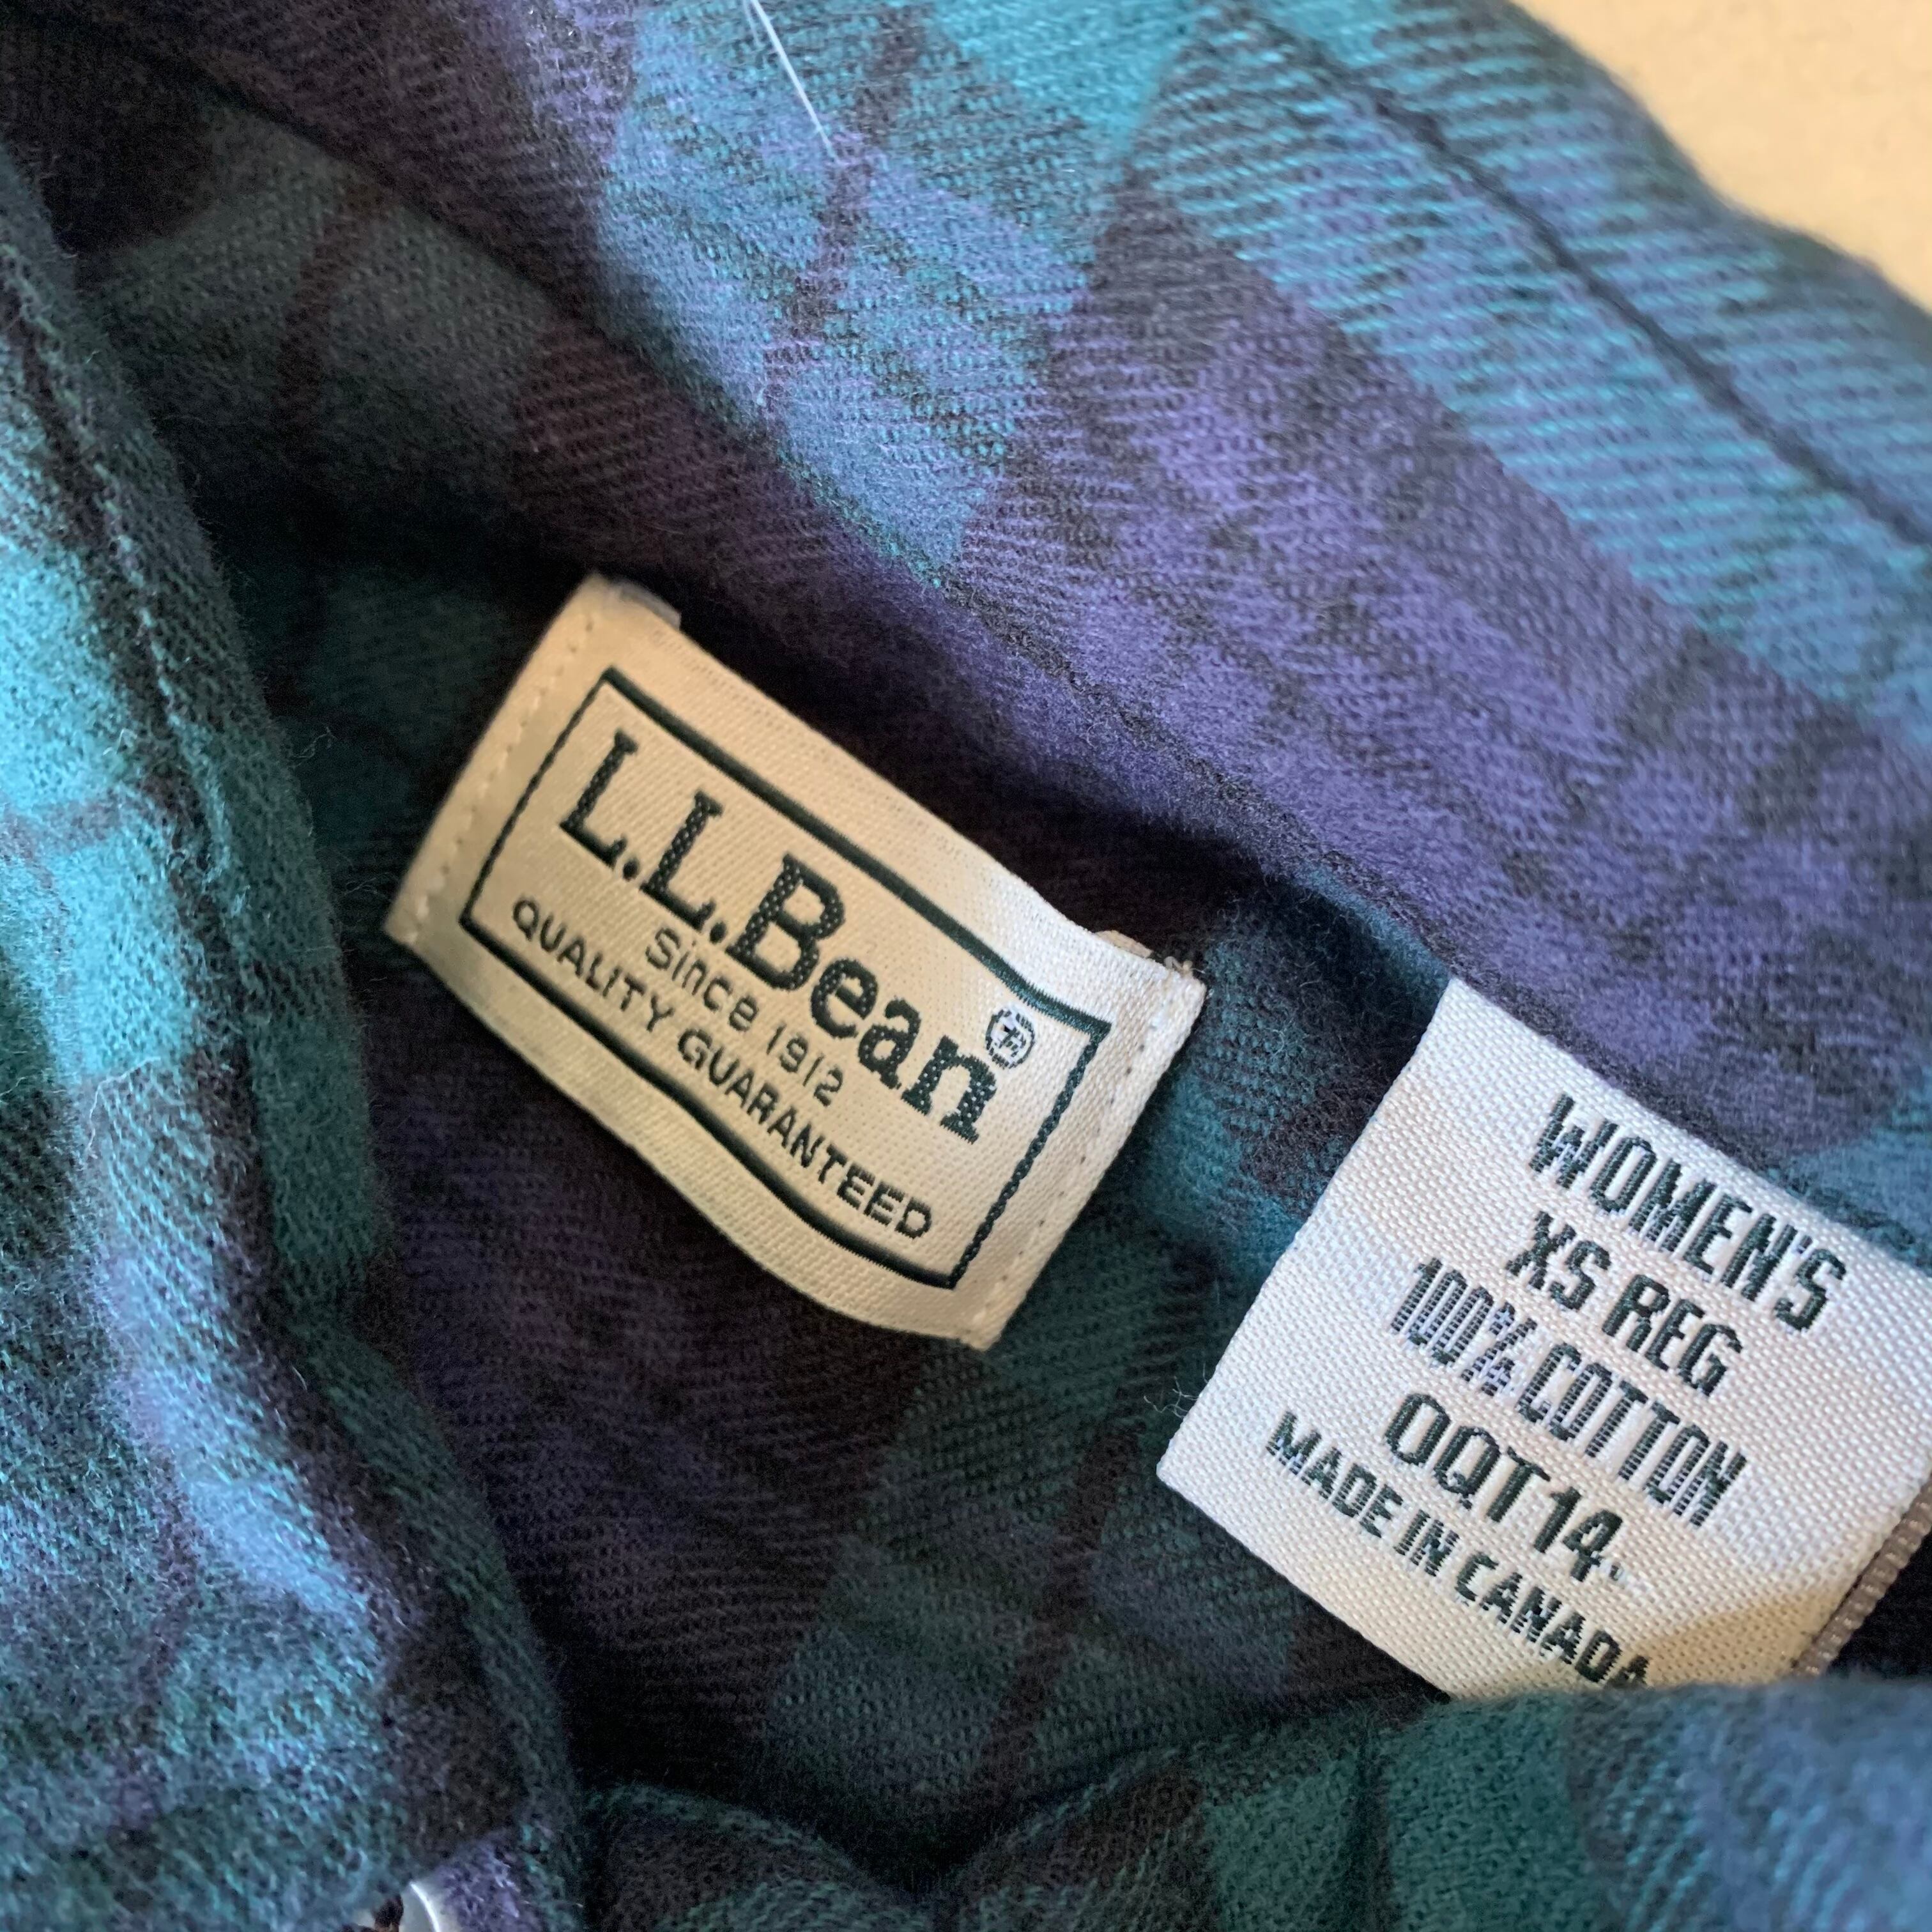 L.L.Bean®
Since 1912
QUALITY GUARANTEED
WOMEN'S
XS REG
100% COTTON
0QT14
MADE IN CANADA